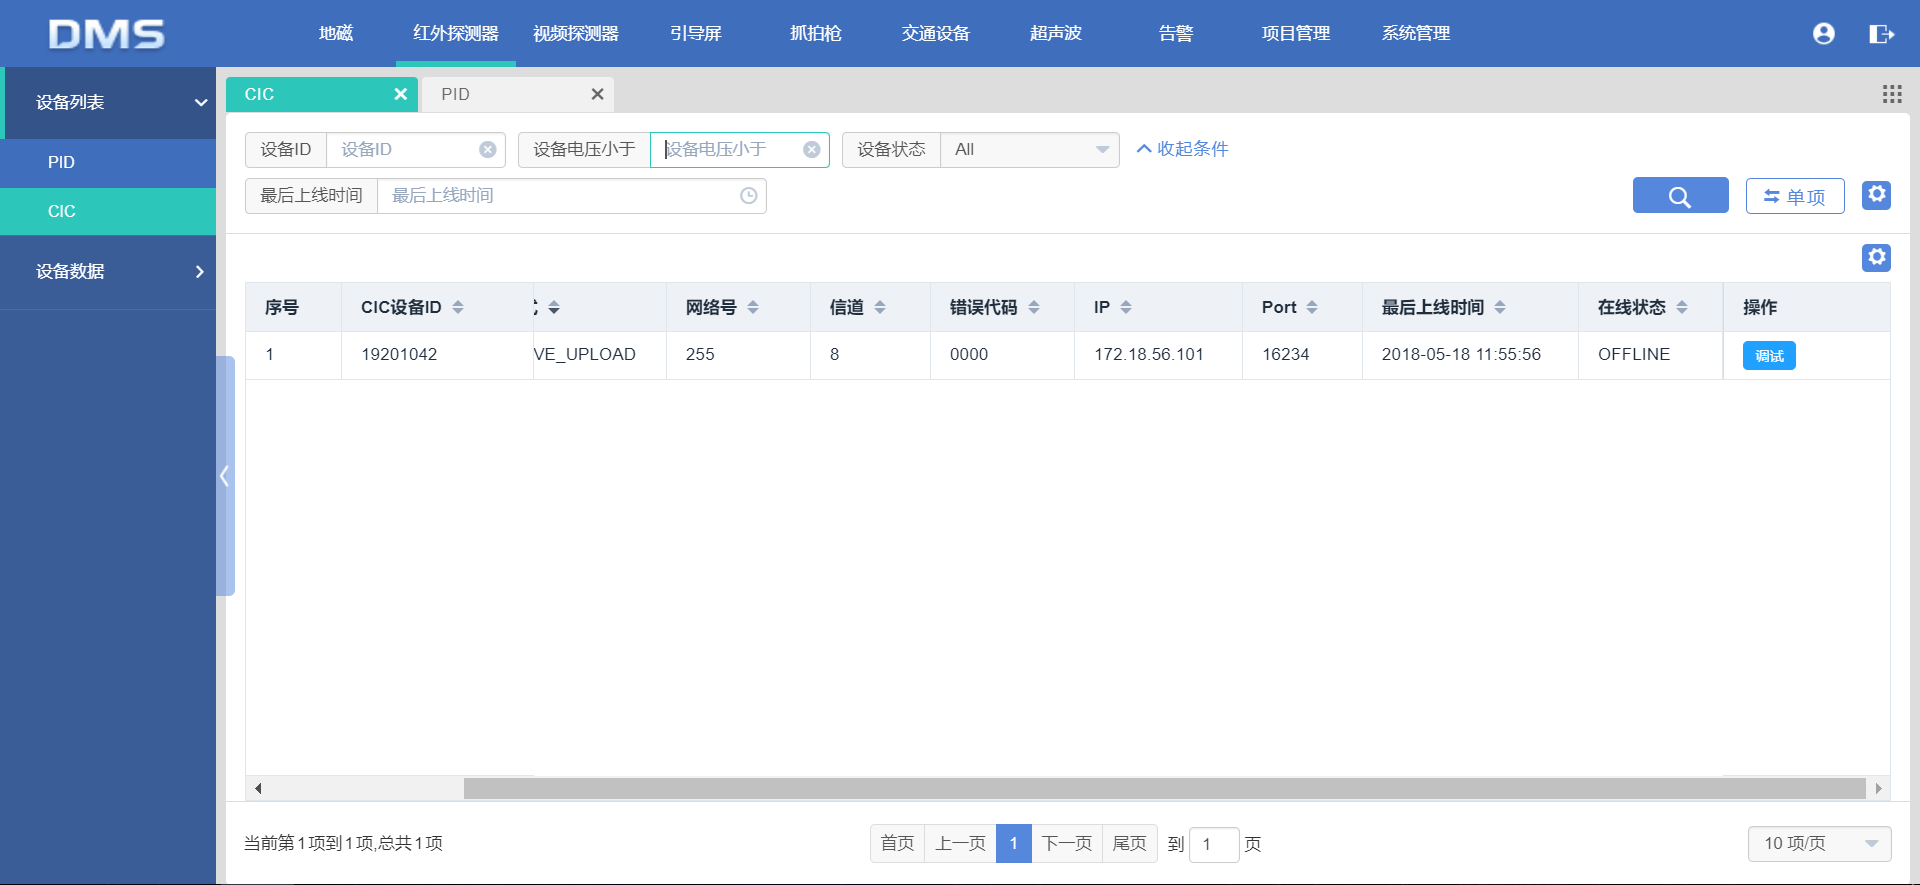 DMS
地磁 红外探测器 视频探测器 引导屏 抓拍枪 交通设备 超声波 告警 项目管理 系统管理
设备列表
PID
CIC
设备数据
CIC PID
设备ID 设备ID 设备电压小于 设备电压小于 设备状态 All 收起条件
最后上线时间 最后上线时间 单项
序号 CIC设备ID 网络号 信道 错误代码 IP Port 最后上线时间 在线状态 操作
1 19201042 VE_UPLOAD 255 8 0000 172.18.56.101 16234 2018-05-18 11:55:56 OFFLINE 调试
当前第1项到1项,总共1项 首页 上一页 1 下一页 尾页 到 1 页 10 项/页